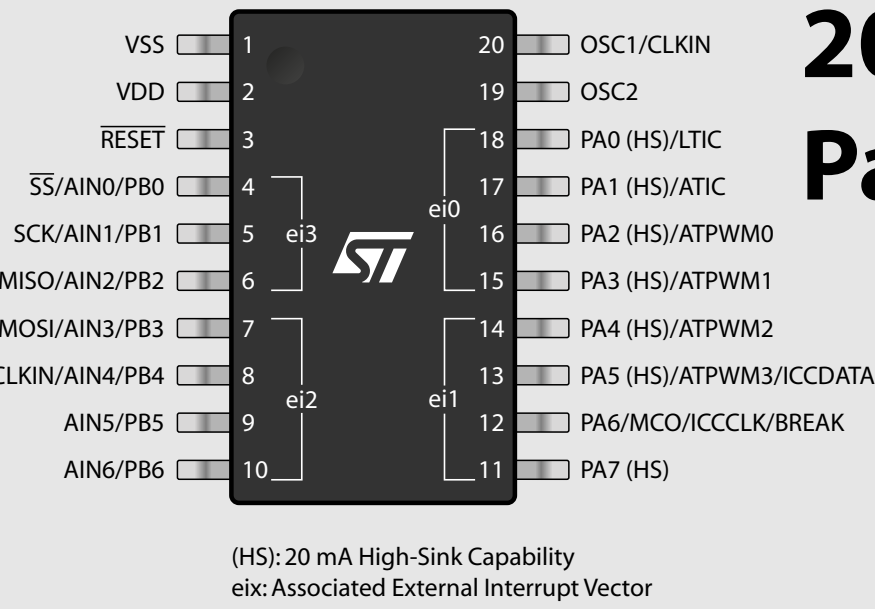 VSS 1 20 OSC1/CLKIN
VDD 2 19 OSC2
R̅E̅S̅E̅T̅ 3 18 PA0 (HS)/LTIC
S̅S̅/AIN0/PB0 4 17 PA1 (HS)/ATIC
ei0
SCK/AIN1/PB1 5 ei3 16 PA2 (HS)/ATPWM0
ST
MISO/AIN2/PB2 6 15 PA3 (HS)/ATPWM1
MOSI/AIN3/PB3 7 14 PA4 (HS)/ATPWM2
CLKIN/AIN4/PB4 8 13 PA5 (HS)/ATPWM3/ICCDATA
ei2 ei1
AIN5/PB5 9 12 PA6/MCO/ICCCLK/BREAK
AIN6/PB6 10 11 PA7 (HS)
20
Pa
(HS): 20 mA High-Sink Capability
eix: Associated External Interrupt Vector